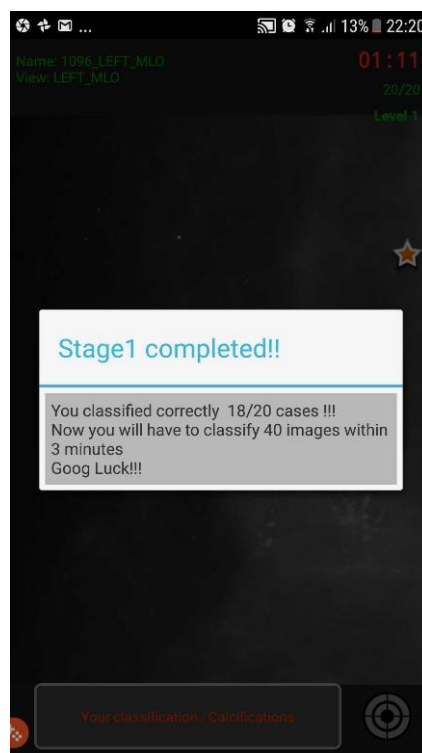 ... 13% 22:20
Name: 1096_LEFT_MLO
01:11
View: LEFT_MLO
20/20
Level 1
Stage1 completed!!
You classified correctly 18/20 cases !!!
Now you will have to classify 40 images within
3 minutes
Goog Luck!!!
Your classification : Calcifications